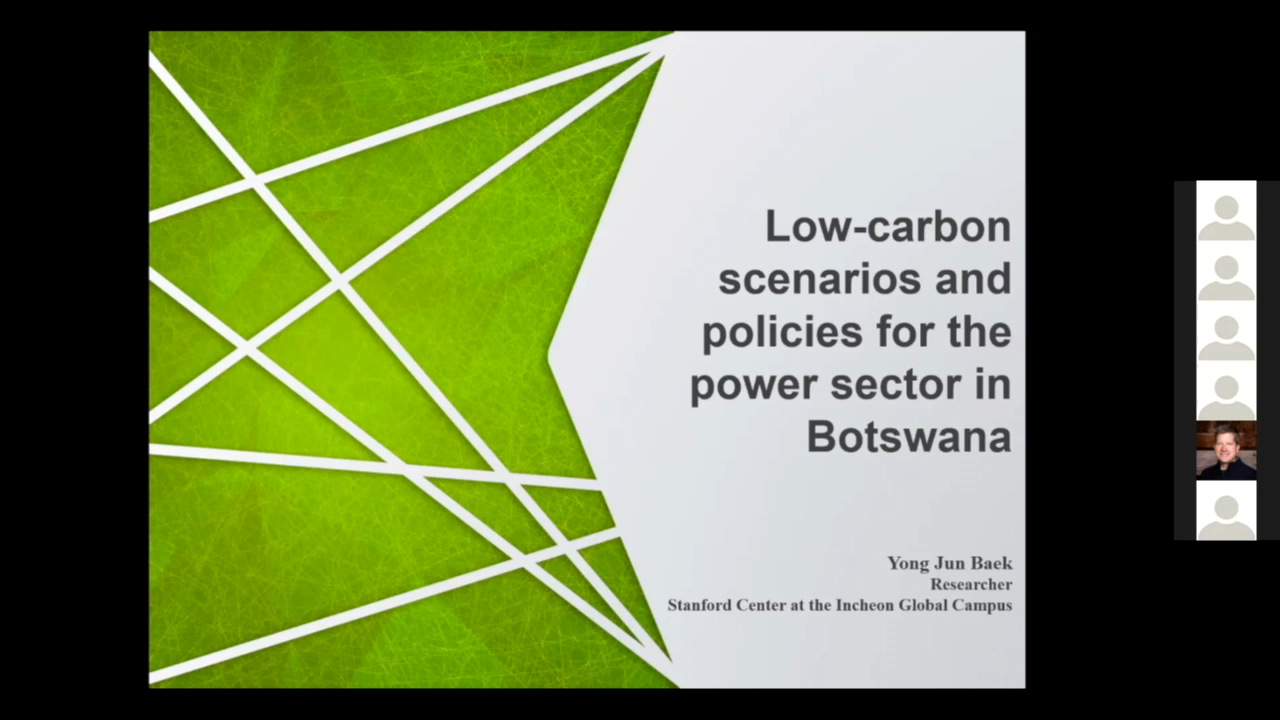 Low-carbon
scenarios and
policies for the
power sector in
Botswana
Yong Jun Baek
Researcher
Stanford Center at the Incheon Global Campus